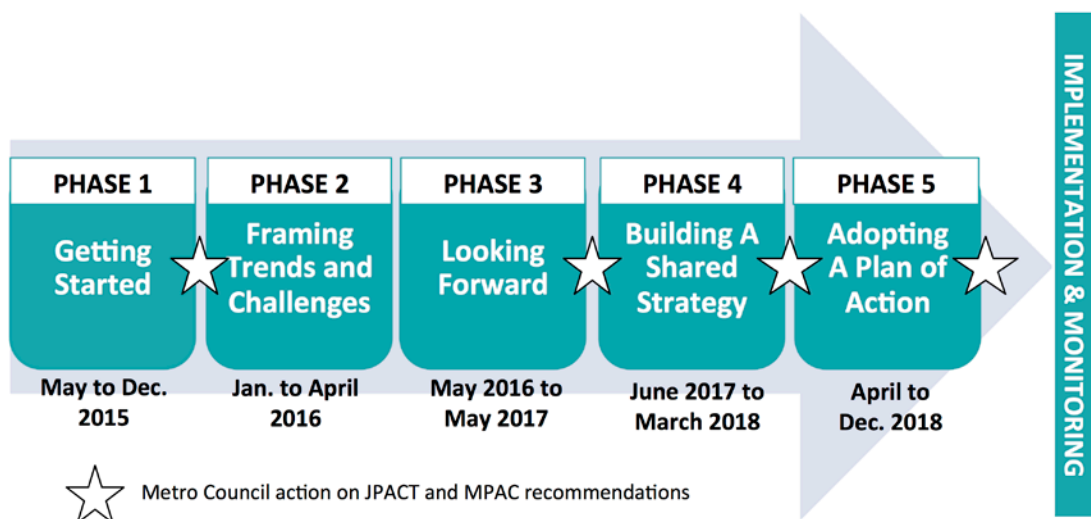 PHASE 1
Getting
Started
May to Dec.
2015
PHASE 2
Framing
Trends and
Challenges
Jan. to April
2016
PHASE 3
Looking
Forward
May 2016 to
May 2017
PHASE 4
Building A
Shared
Strategy
June 2017 to
March 2018
PHASE 5
Adopting
A Plan of
Action
April to
Dec. 2018
IMPLEMENTATION & MONITORING
Metro Council action on JPACT and MPAC recommendations